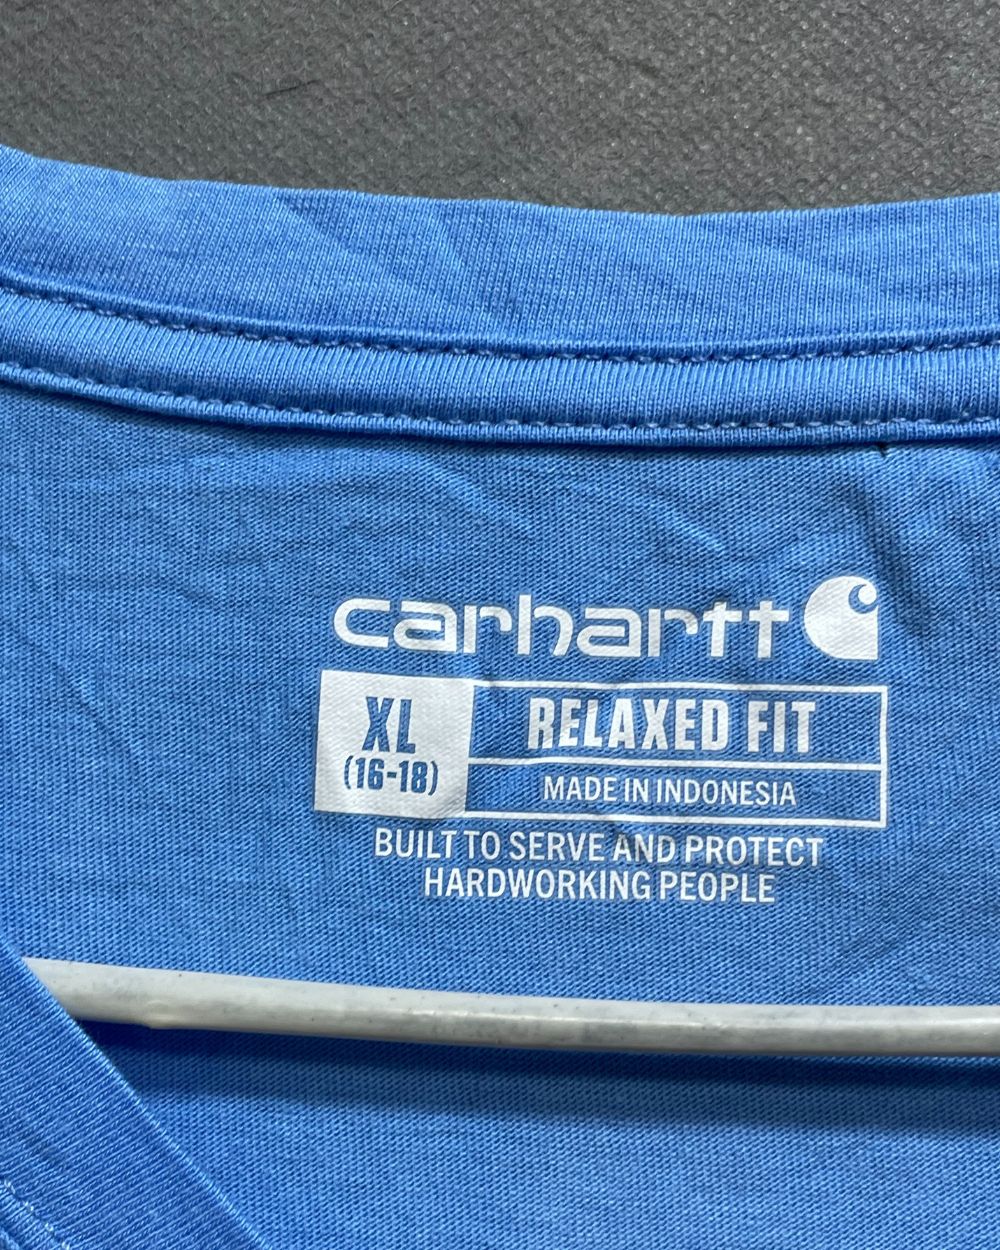 carhartt
XL
(16-18)
RELAXED FIT
MADE IN INDONESIA
BUILT TO SERVE AND PROTECT
HARDWORKING PEOPLE